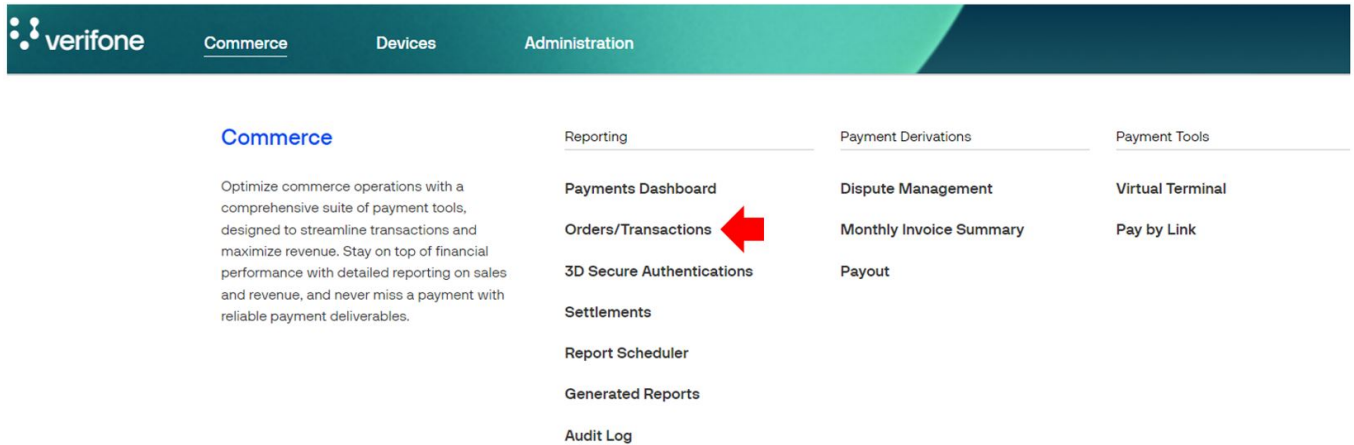 verifone
Commerce
Devices
Administration
Commerce
Optimize commerce operations with a
comprehensive suite of payment tools,
designed to streamline transactions and
maximize revenue. Stay on top of financial
performance with detailed reporting on sales
and revenue, and never miss a payment with
reliable payment deliverables.
Reporting
Payments Dashboard
Orders/Transactions
3D Secure Authentications
Settlements
Report Scheduler
Generated Reports
Audit Log
Payment Derivations
Dispute Management
Monthly Invoice Summary
Payout
Payment Tools
Virtual Terminal
Pay by Link